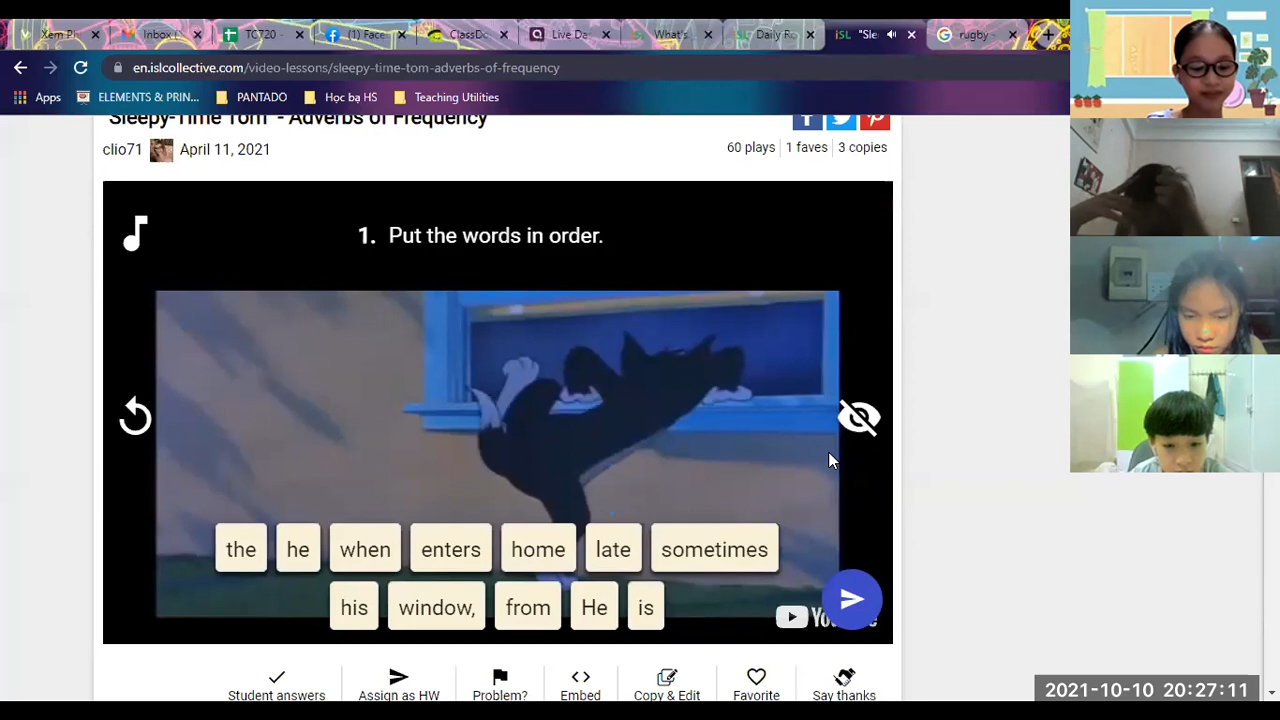 Xem Ph
Inbox (
TC720 -
(1) Face
ClassDo
Live Da
What's
Daily Ro
"Slee
rugby -
en.islcollective.com/video-lessons/sleepy-time-tom-adverbs-of-frequency
Apps
ELEMENTS & PRIN...
PANTADO
Học bạ HS
Teaching Utilities
"Sleepy-Time Tom" - Adverbs of Frequency
clio71
April 11, 2021
60 plays
1 faves
3 copies
1. Put the words in order.
the he when enters home late sometimes
his window, from He is
Student answers
Assign as HW
Problem?
Embed
Copy & Edit
Favorite
Say thanks
2021-10-10 20:27:11